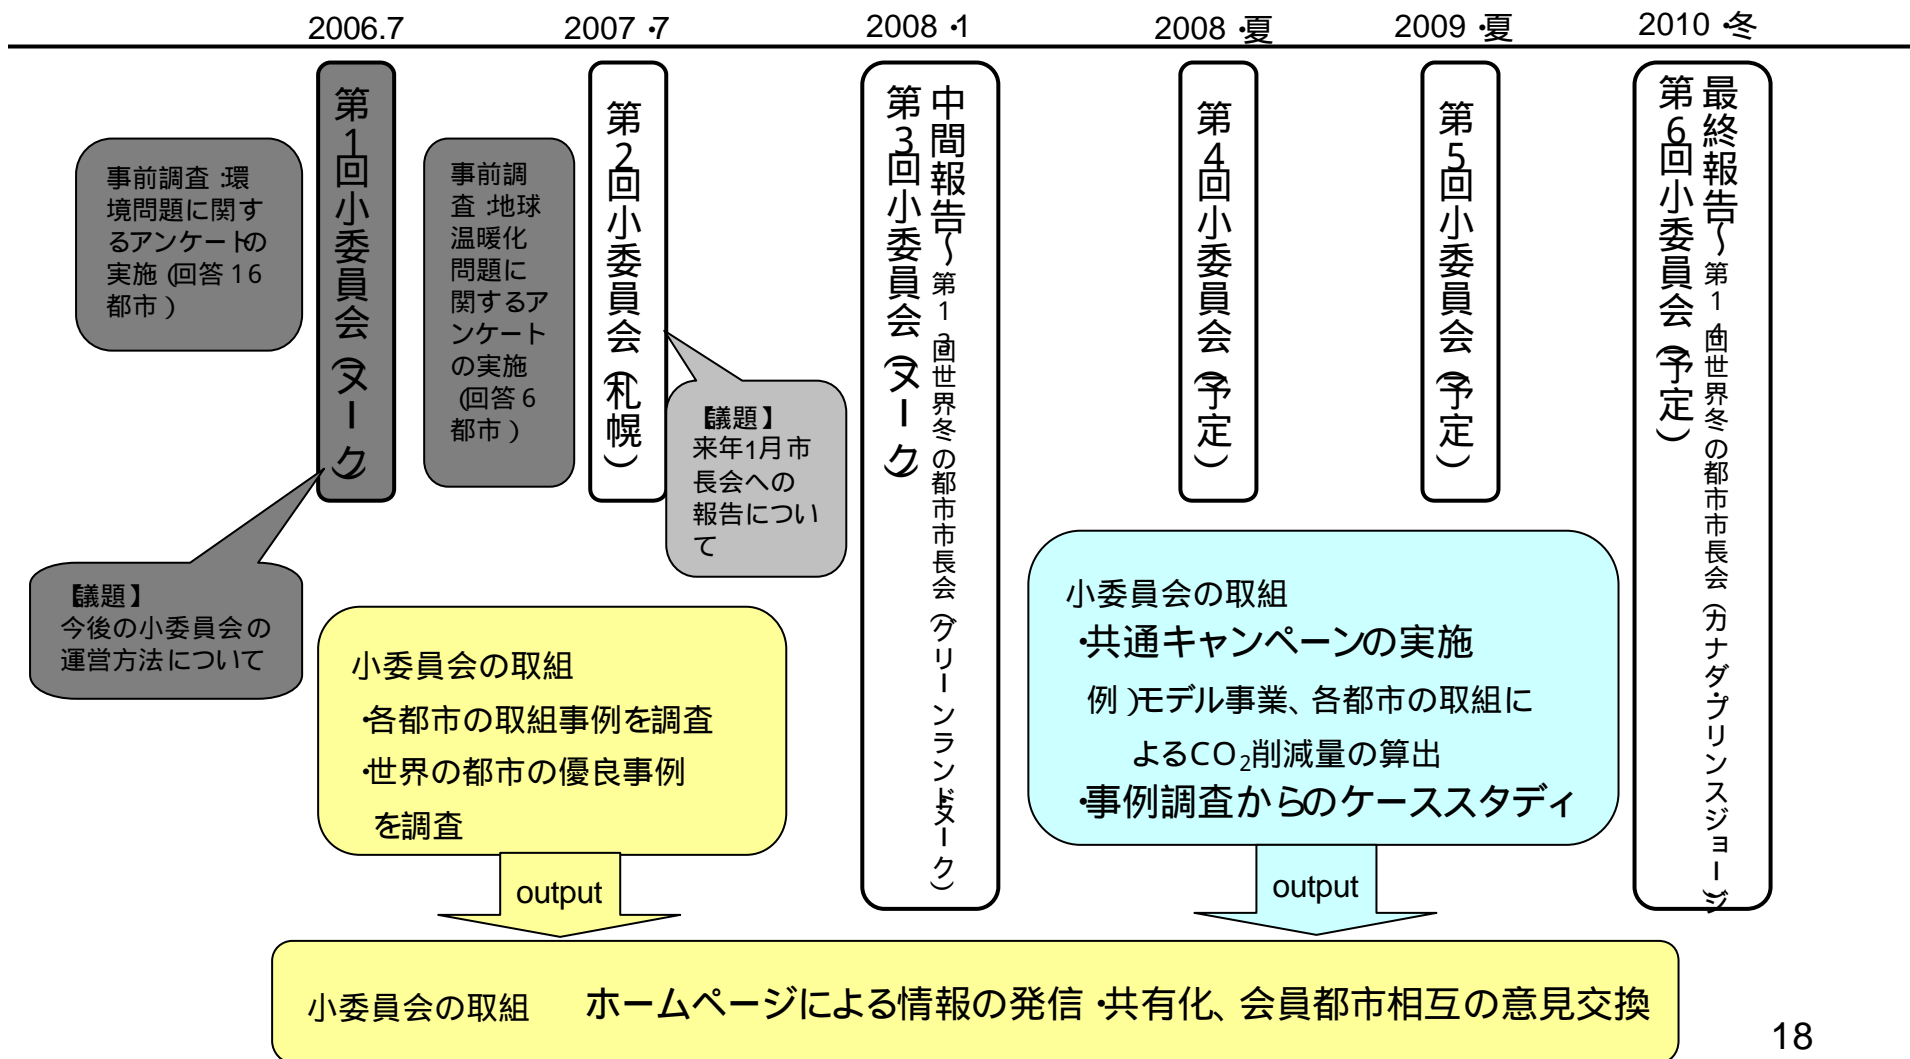 2006.7
2007・7
2008・1
2008・夏
2009・夏
2010・冬
事前調査:環
境問題に関す
るアンケートの
実施(回答16
都市)
第1回小委員会(ヌーク)
【議題】
今後の小委員会の
運営方法について
事前調
査:地球
温暖化
問題に
関するア
ンケート
の実施
(回答6
都市)
第2回小委員会(札幌)
【議題】
来年1月市
長会への
報告につい
て
中間報告~第13回世界冬の都市市長会(グリーンランド・ヌーク)
第3回小委員会(ヌーク)
第4回小委員会(予定)
第5回小委員会(予定)
最終報告~第14回世界冬の都市市長会(カナダ・プリンスジョージ)
第6回小委員会(予定)
小委員会の取組
・各都市の取組事例を調査
・世界の都市の優良事例
を調査
output
小委員会の取組
・共通キャンペーンの実施
例)モデル事業、各都市の取組に
よるCO₂削減量の算出
・事例調査からのケーススタディ
output
小委員会の取組 ホームページによる情報の発信・共有化、会員都市相互の意見交換
18